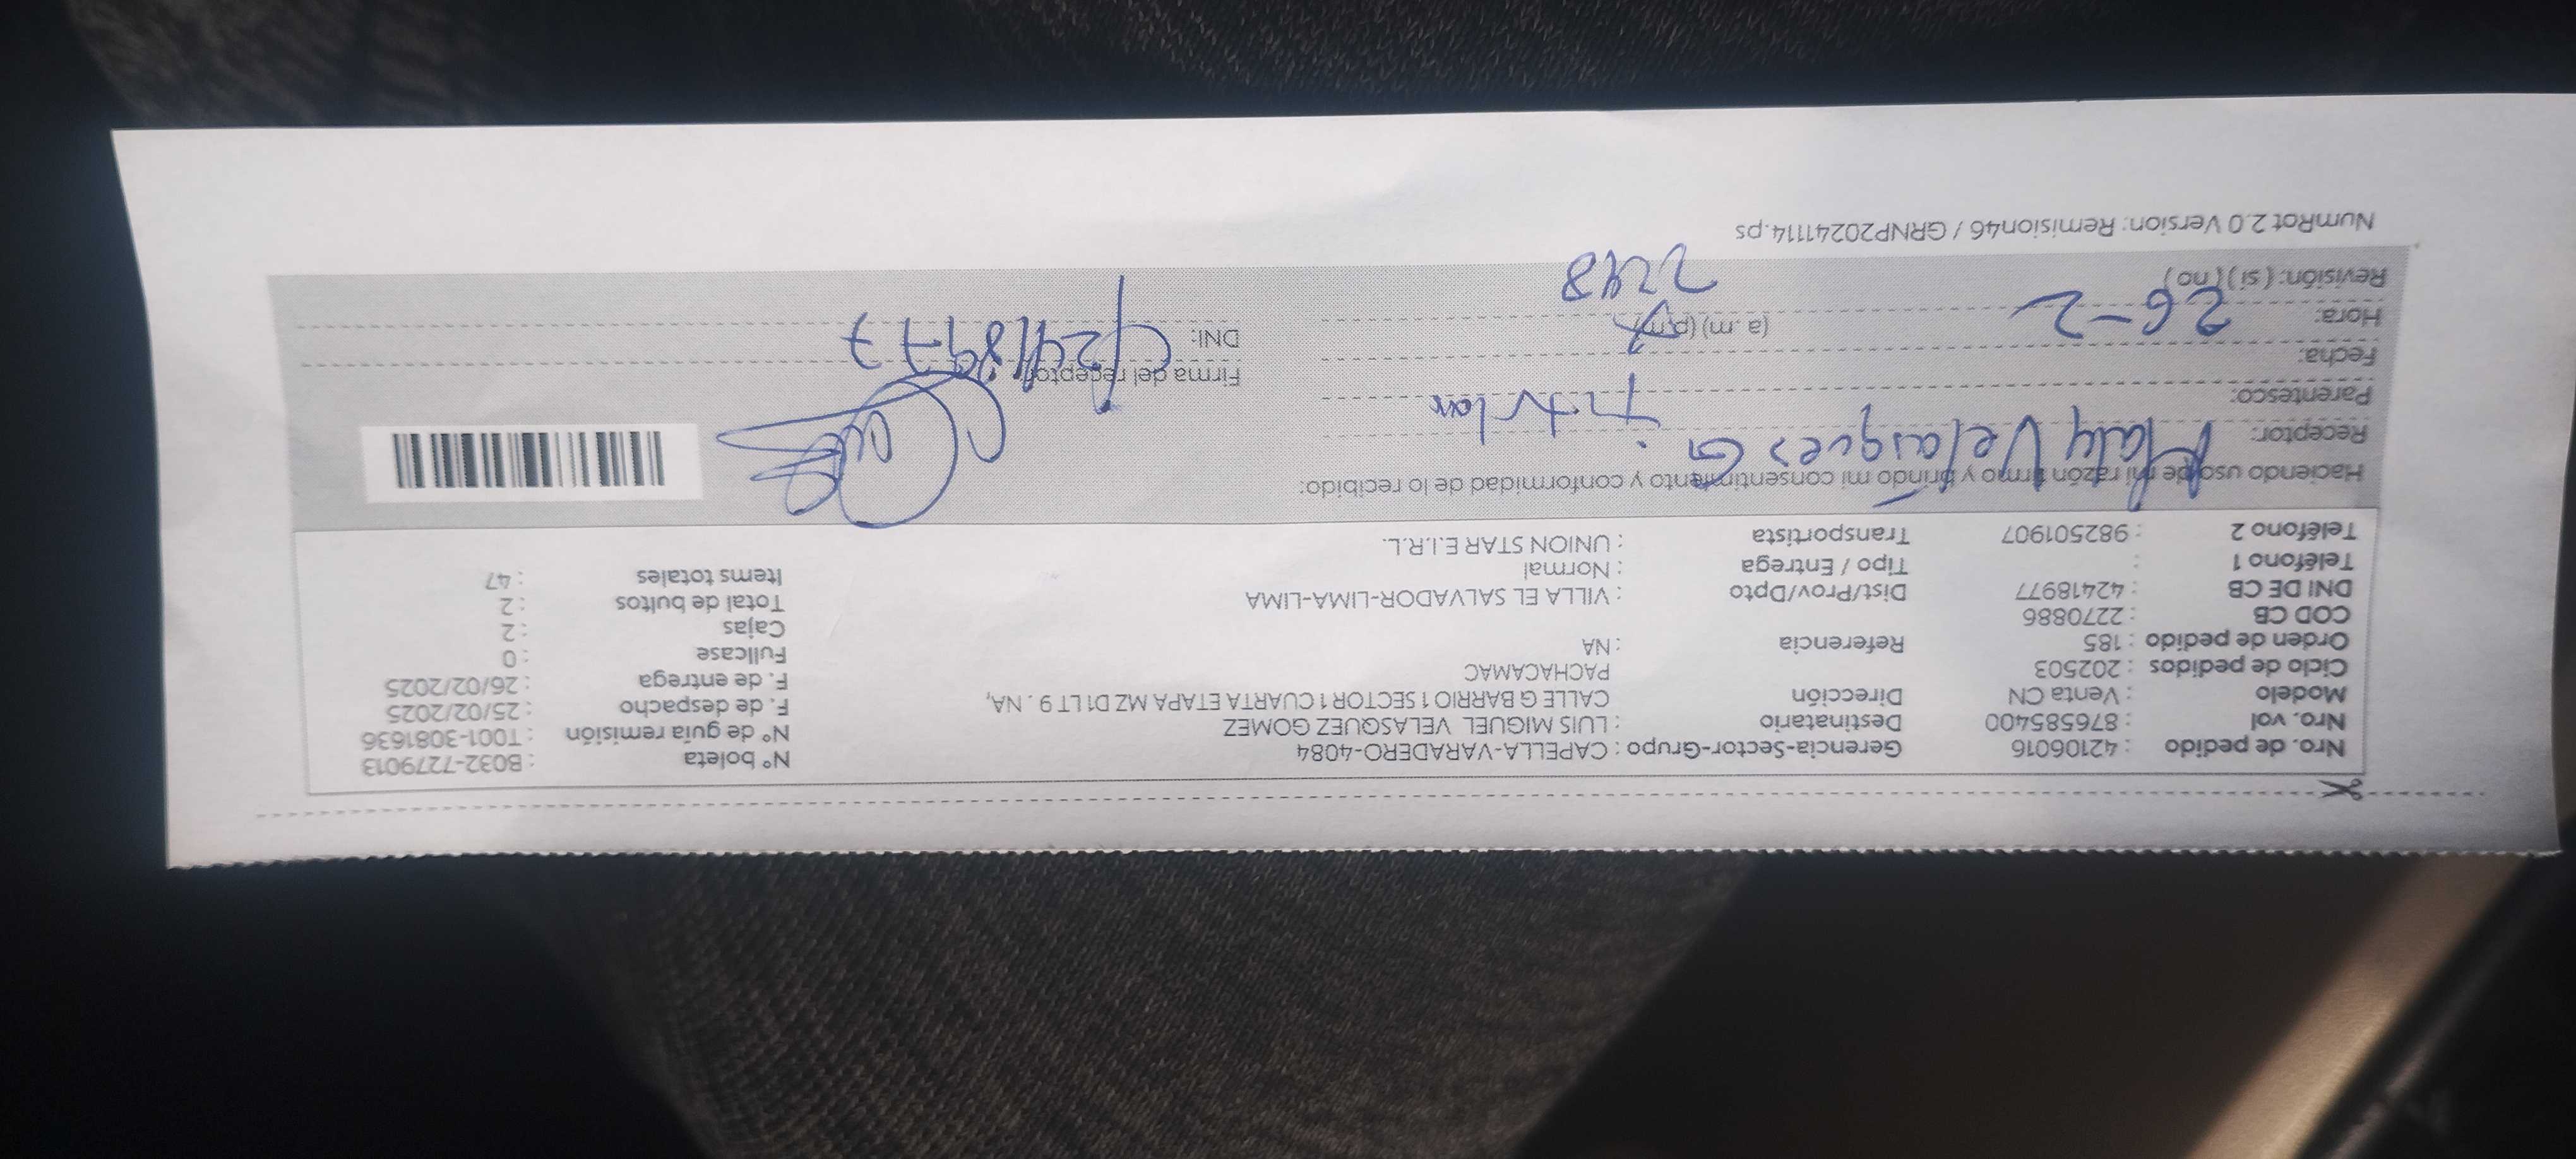 Nro. de pedido : 42106016 Gerencia-Sector-Grupo : CAPELLA-VARADERO-4084 N° boleta : B032-7279013
Nro. vol : 876585400 Destinatario : LUIS MIGUEL VELASQUEZ GOMEZ N° de guía remisión : T001-3081636
Modelo : Venta CN Dirección CALLE G BARRIO 1 SECTOR 1 CUARTA ETAPA MZ D1 LT 9 . NA, F. de despacho : 25/02/2025
Ciclo de pedidos : 202503 PACHACAMAC F. de entrega : 26/02/2025
Orden de pedido : 185 Referencia : NA Fullcase : 0
COD CB : 2270886 Cajas : 2
DNI DE CB : 42418977 Dist/Prov/Dpto : VILLA EL SALVADOR-LIMA-LIMA Total de bultos : 2
Teléfono 1 : Tipo / Entrega : Normal Items totales : 47
Teléfono 2 : 982501907 Transportista : UNION STAR E.I.R.L.
Haciendo uso de mi razón firmo y brindo mi consentimiento y conformidad de lo recibido:
Receptor: Velasquez G
Parentesco: Titular
Fecha: Firma del receptor
Hora: 26-2 (a.m) (p.m) DNI: 42418977
Revisión: ( si ) ( no ) 2248
NumRot 2.0 Version: Remision46 / GRNP20241114.ps